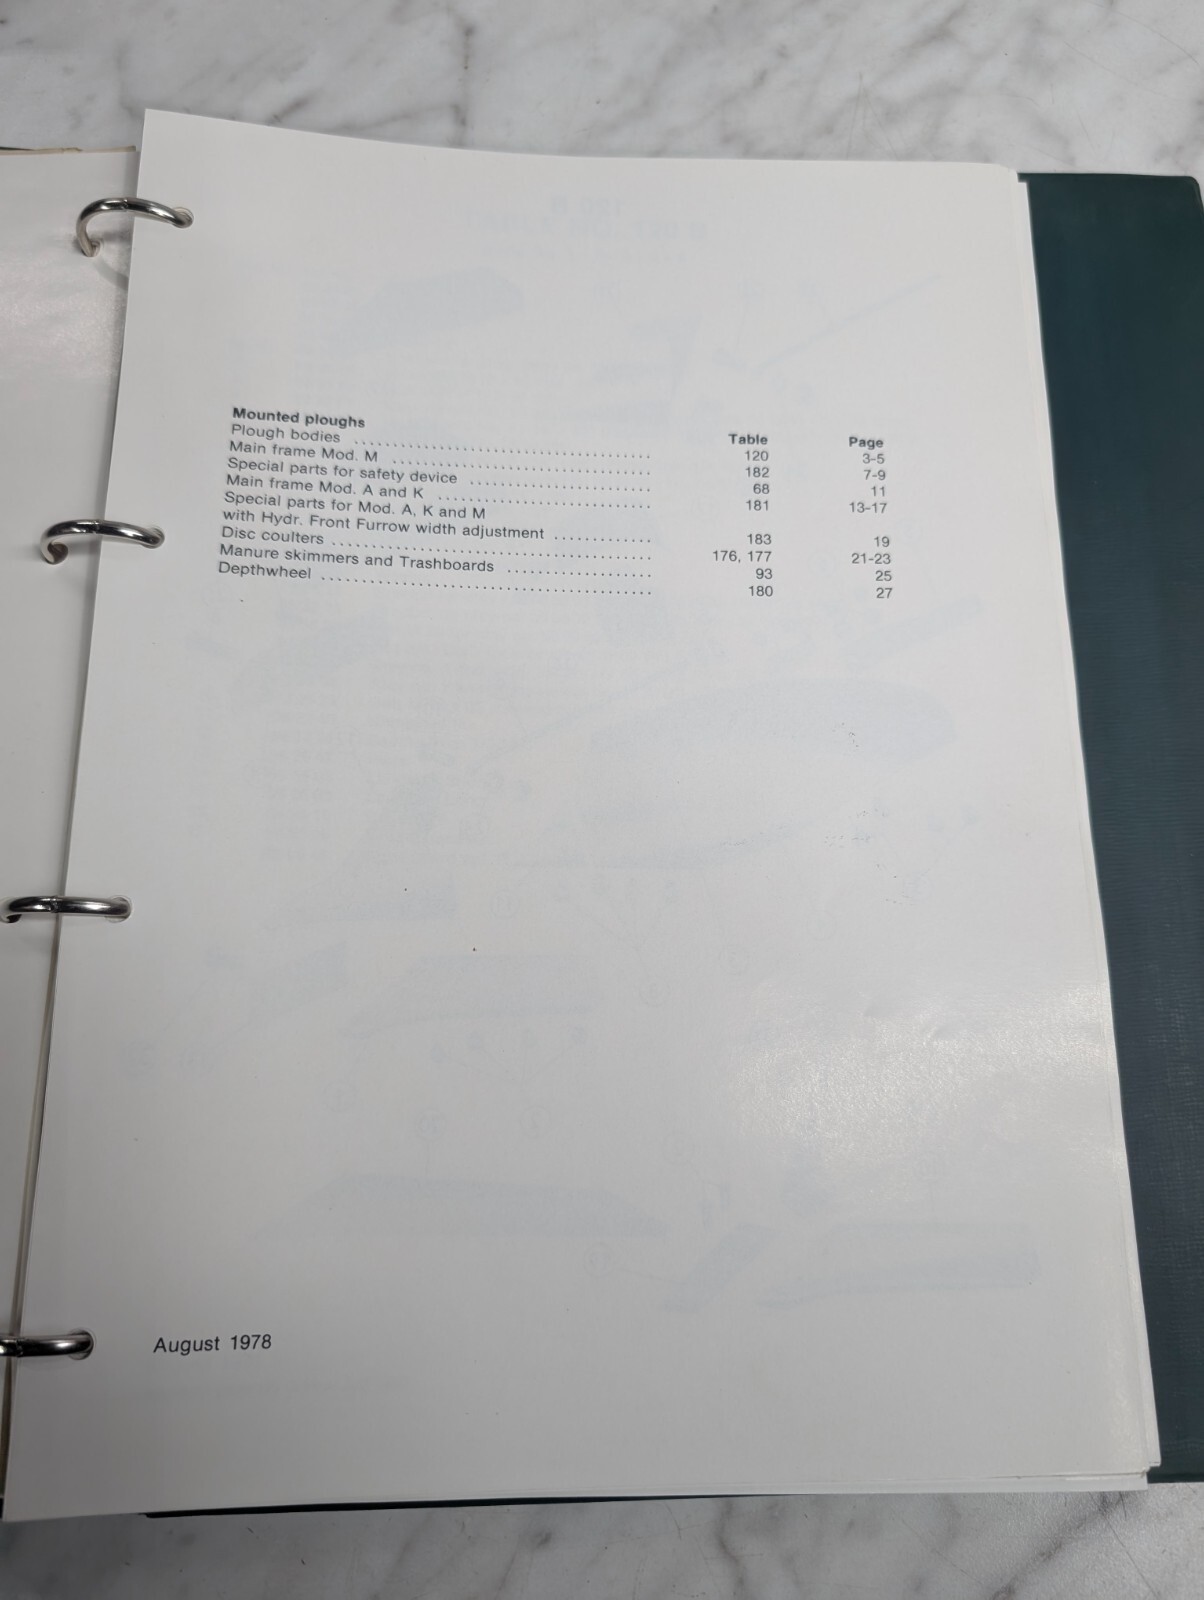 Mounted ploughs Table Page
Plough bodies ........................................ 120 3-5
Main frame Mod. M .................................. 182 7-9
Special parts for safety device ........................ 68 11
Main frame Mod. A and K ............................ 181 13-17
Special parts for Mod. A, K and M
with Hydr. Front Furrow width adjustment ............. 183 19
Disc coulters .......................................... 176, 177 21-23
Manure skimmers and Trashboards ................... 93 25
Depthwheel ........................................... 180 27
August 1978